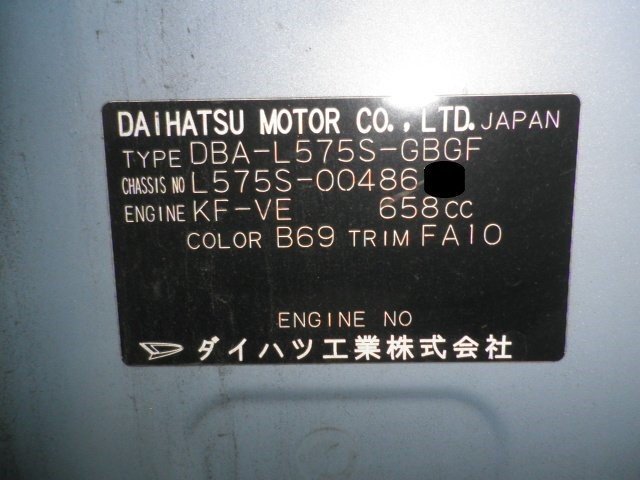 DAiHATSU MOTOR CO., LTD. JAPAN
TYPE DBA-L575S-GBGF
CHASSIS NO L575S-00486
ENGINE KF-VE 658CC
COLOR B69 TRIM FA10
ENGINE NO
ダイハツ工業株式会社